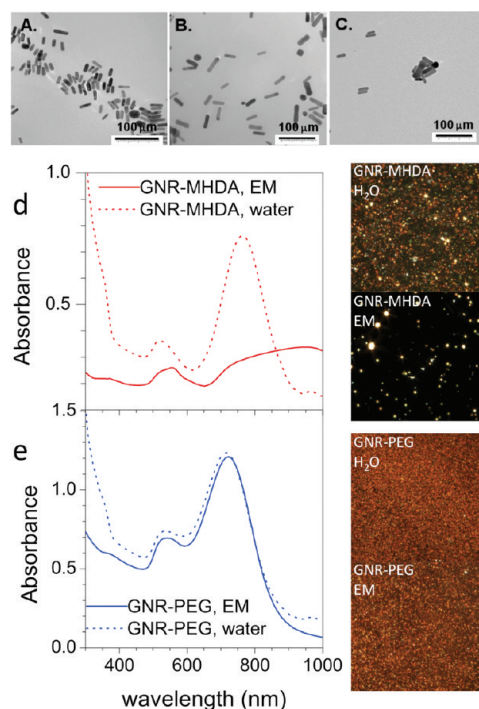 A.
B.
C.
100 µm
100 µm
100 µm
d
1.0
0.5
Absorbance
GNR-MHDA, EM
GNR-MHDA, water
GNR-MHDA
H₂O
GNR-MHDA
EM
e
1.5
1.0
0.5
0.0
Absorbance
GNR-PEG, EM
GNR-PEG, water
400
600
800
1000
wavelength (nm)
GNR-PEG
H₂O
GNR-PEG
EM